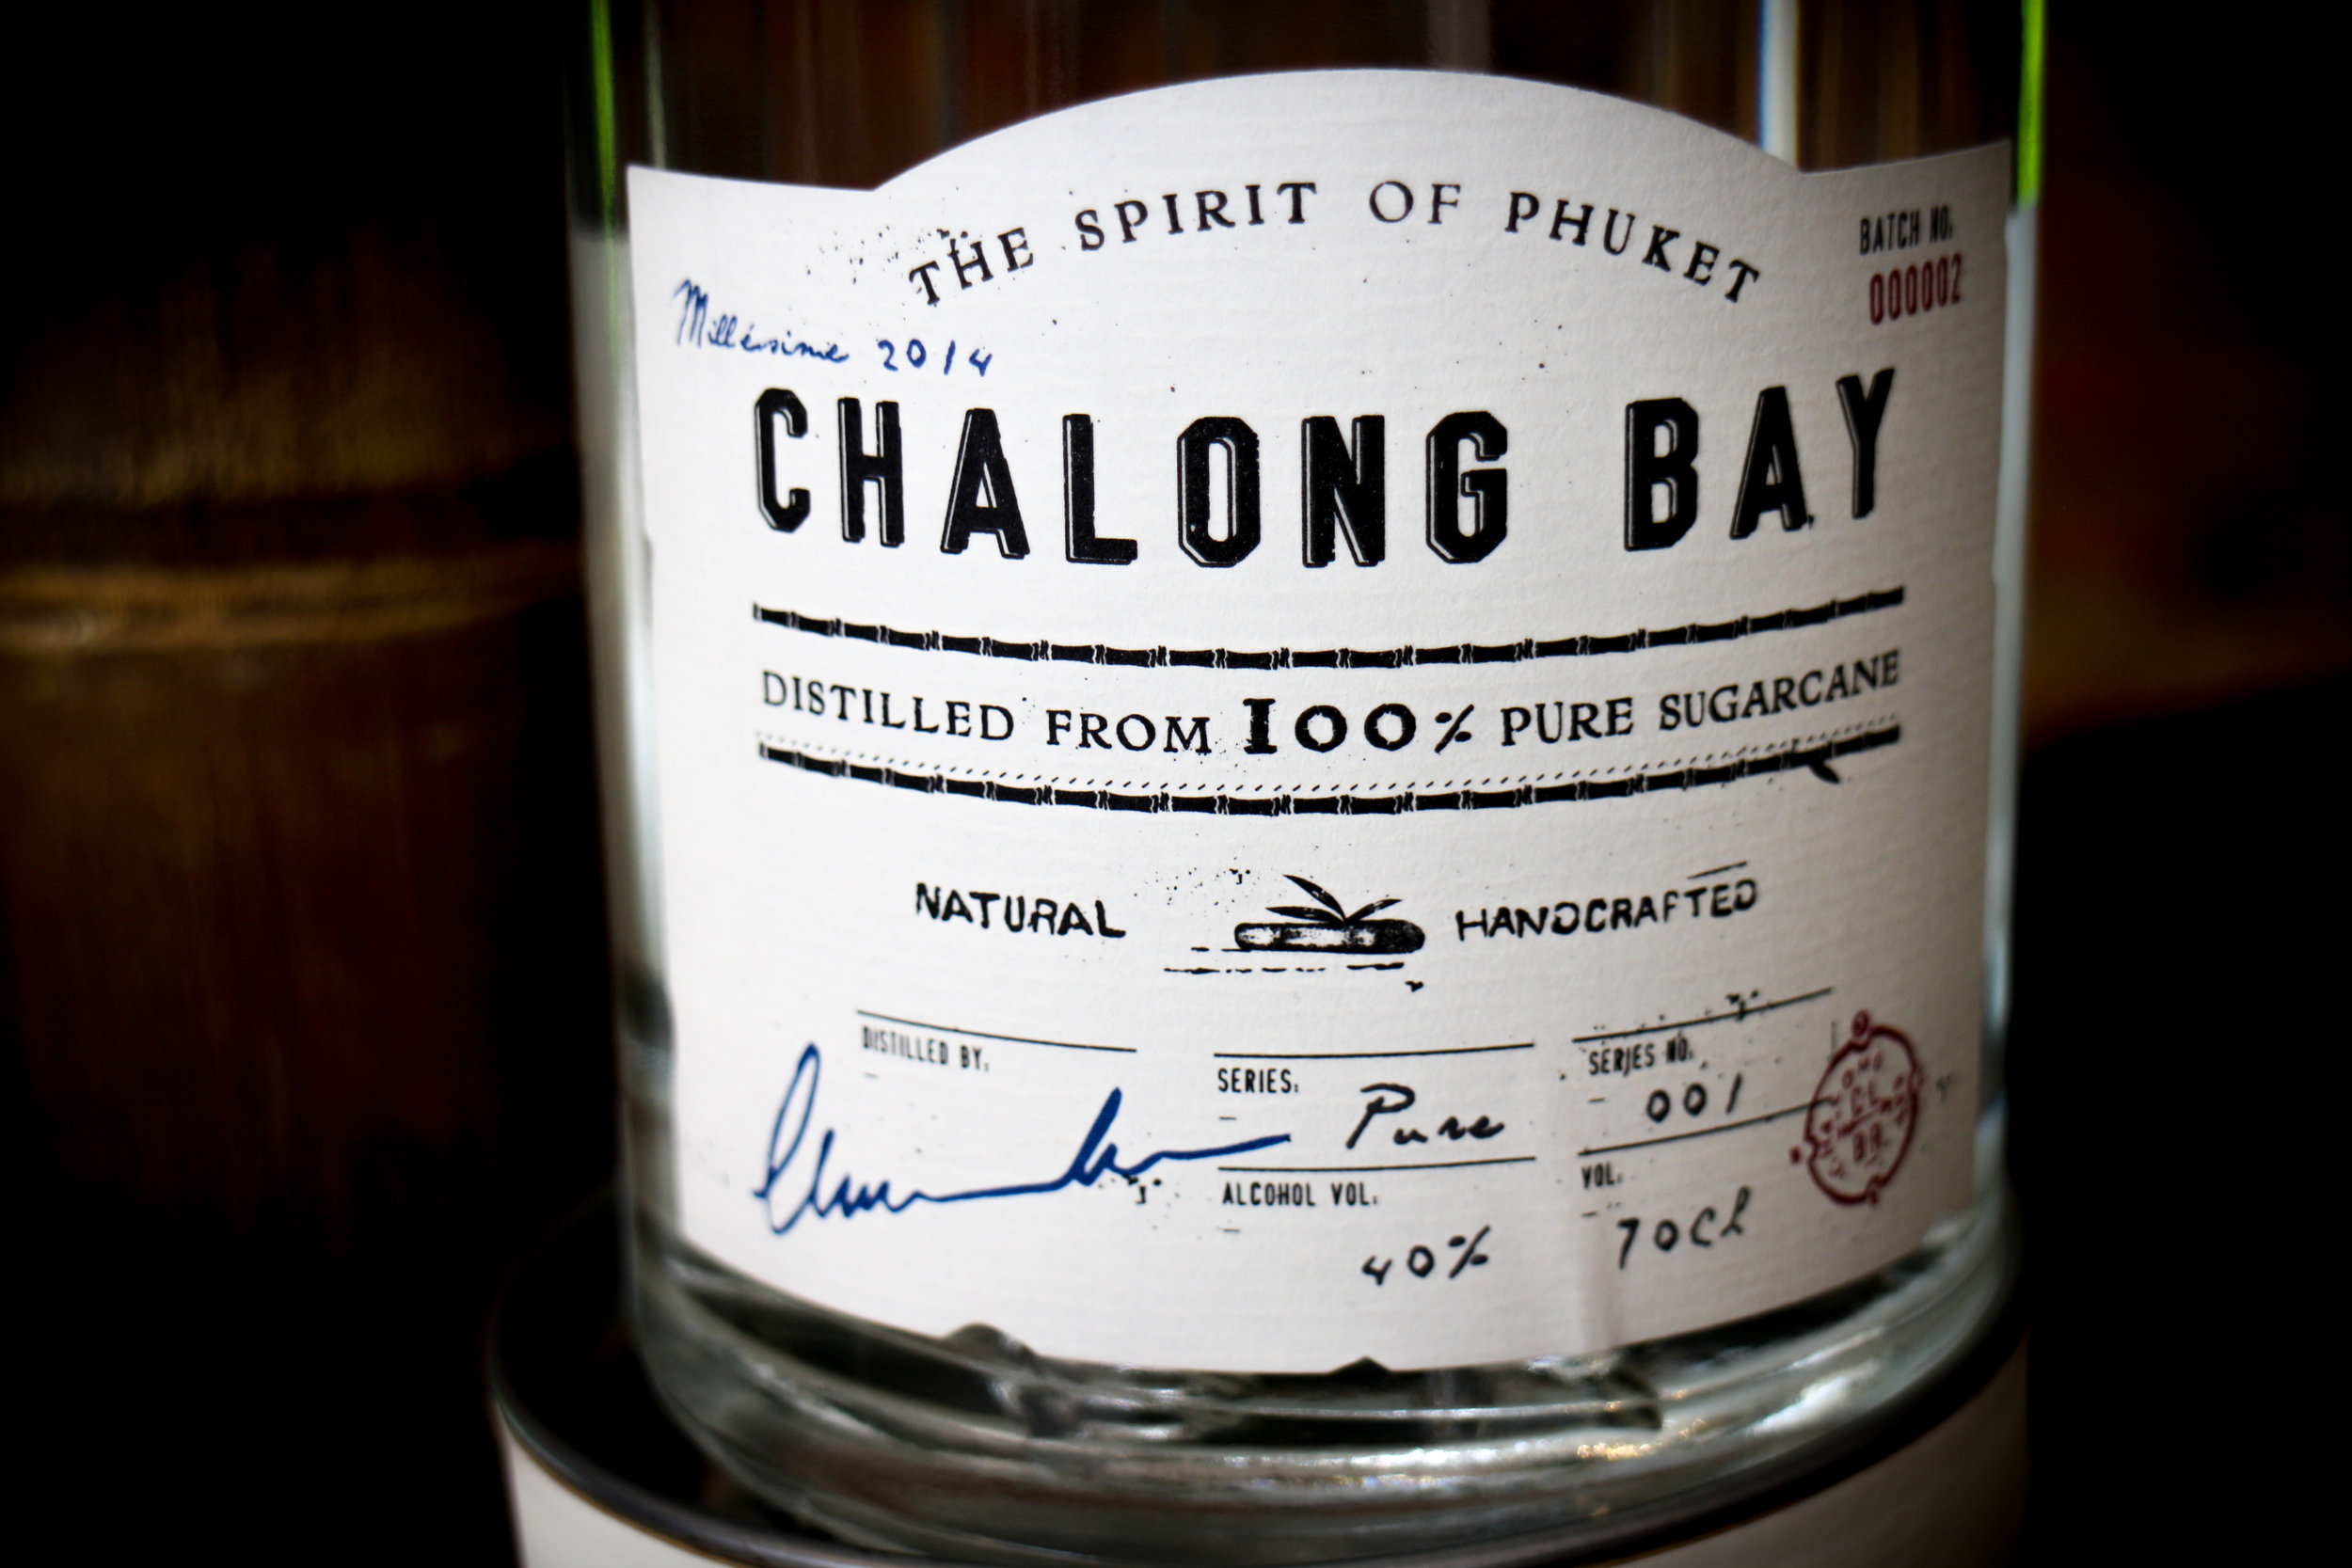 THE SPIRIT OF PHUKET
BATCH NO:
000002
Millésime 2014
CHALONG BAY
DISTILLED FROM 100% PURE SUGARCANE
NATURAL HANDCRAFTED
DISTILLED BY:
SERIES: Pure
SERIES NO. 001
ALCOHOL VOL: 40%
VOL: 70Cl